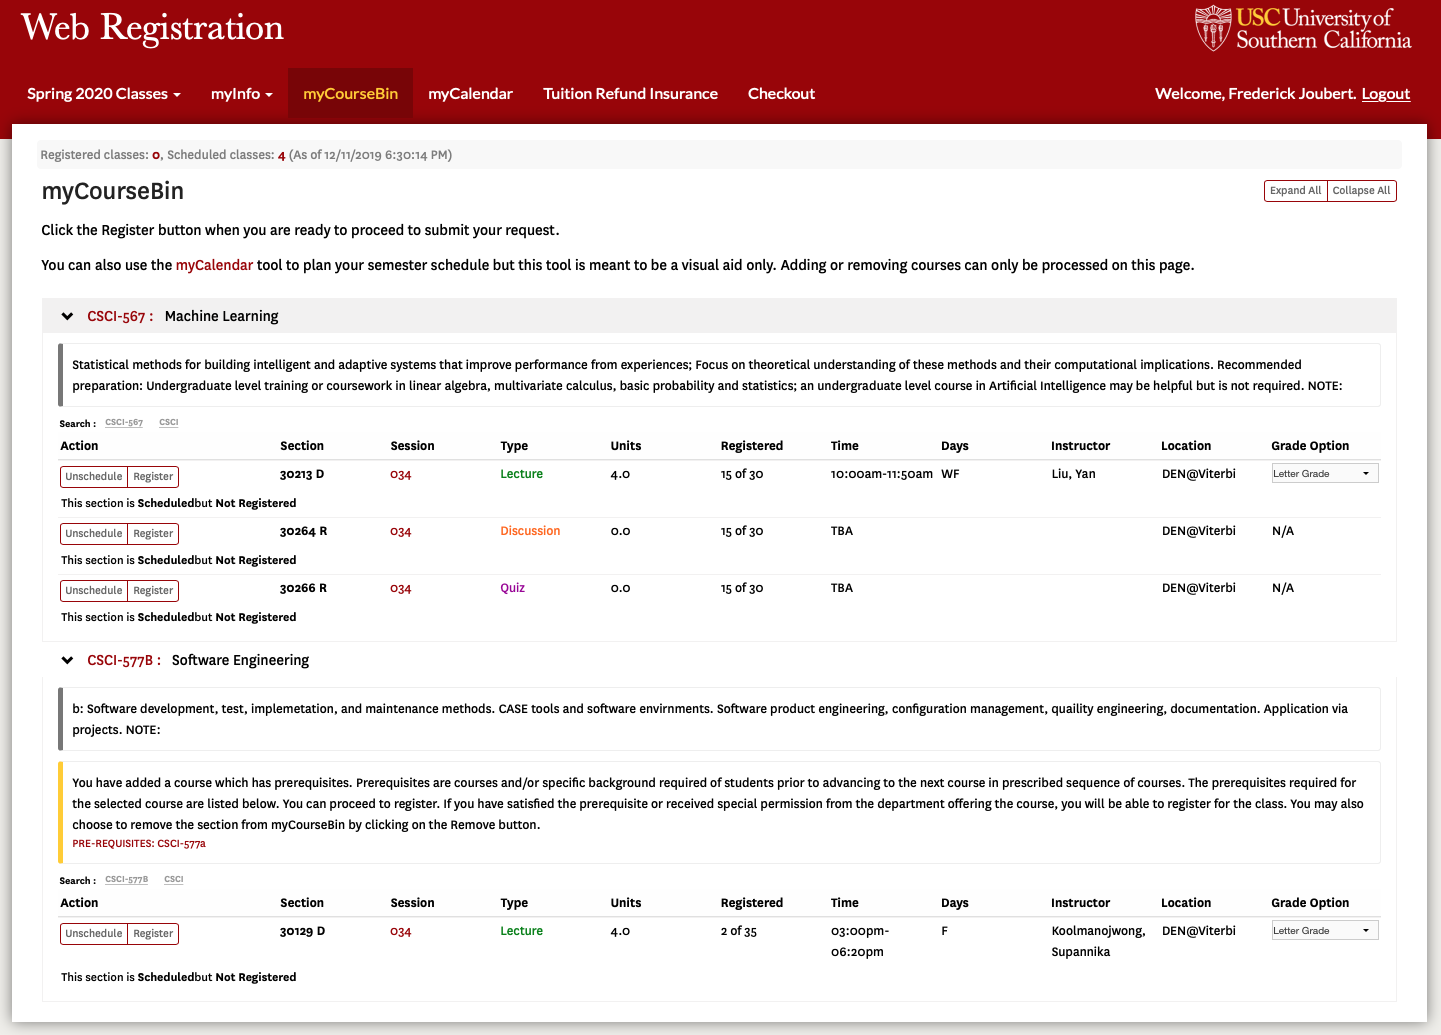 Web Registration
USC University of
Southern California
Spring 2020 Classes
myInfo
myCourseBin
myCalendar
Tuition Refund Insurance
Checkout
Welcome, Frederick Joubert. Logout
Registered classes: 0, Scheduled classes: 4 (As of 12/11/2019 6:30:14 PM)
myCourseBin
Expand All Collapse All
Click the Register button when you are ready to proceed to submit your request.
You can also use the myCalendar tool to plan your semester schedule but this tool is meant to be a visual aid only. Adding or removing courses can only be processed on this page.
CSCI-567 : Machine Learning
Statistical methods for building intelligent and adaptive systems that improve performance from experiences; Focus on theoretical understanding of these methods and their computational implications. Recommended
preparation: Undergraduate level training or coursework in linear algebra, multivariate calculus, basic probability and statistics; an undergraduate level course in Artificial Intelligence may be helpful but is not required. NOTE:
Search : CSCI-567 CSCI
Action Section Session Type Units Registered Time Days Instructor Location Grade Option
Unschedule Register 30213 D 034 Lecture 4.0 15 of 30 10:00am-11:50am WF Liu, Yan DEN@Viterbi Letter Grade
This section is Scheduledbut Not Registered
Unschedule Register 30264 R 034 Discussion 0.0 15 of 30 TBA DEN@Viterbi N/A
This section is Scheduledbut Not Registered
Unschedule Register 30266 R 034 Quiz 0.0 15 of 30 TBA DEN@Viterbi N/A
This section is Scheduledbut Not Registered
CSCI-577B : Software Engineering
b: Software development, test, implemetation, and maintenance methods. CASE tools and software envirnments. Software product engineering, configuration management, quaility engineering, documentation. Application via
projects. NOTE:
You have added a course which has prerequisites. Prerequisites are courses and/or specific background required of students prior to advancing to the next course in prescribed sequence of courses. The prerequisites required for
the selected course are listed below. You can proceed to register. If you have satisfied the prerequisite or received special permission from the department offering the course, you will be able to register for the class. You may also
choose to remove the section from myCourseBin by clicking on the Remove button.
PRE-REQUISITES: CSCI-577a
Search : CSCI-577B CSCI
Action Section Session Type Units Registered Time Days Instructor Location Grade Option
Unschedule Register 30129 D 034 Lecture 4.0 2 of 35 03:00pm- F Koolmanojwong, DEN@Viterbi Letter Grade
06:20pm Supannika
This section is Scheduledbut Not Registered